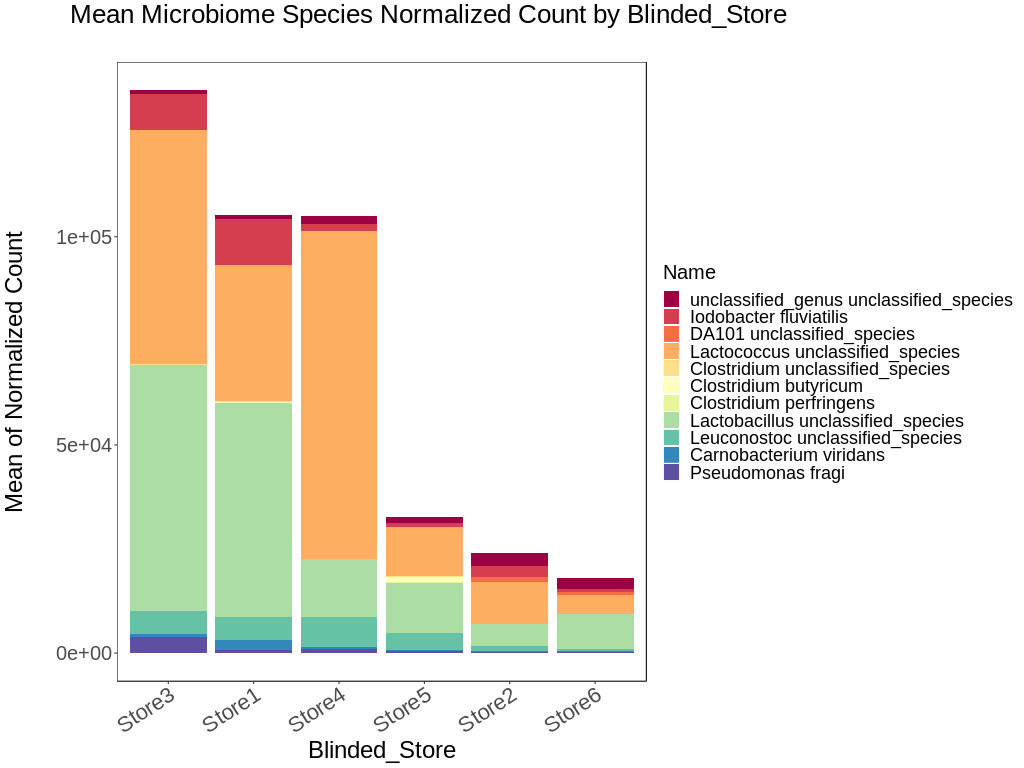 Mean Microbiome Species Normalized Count by Blinded_Store
Mean of Normalized Count
1e+05
5e+04
0e+00
Store3
Store1
Store4
Store5
Store2
Store6
Blinded_Store
Name
unclassified_genus unclassified_species
Iodobacter fluviatilis
DA101 unclassified_species
Lactococcus unclassified_species
Clostridium unclassified_species
Clostridium butyricum
Clostridium perfringens
Lactobacillus unclassified_species
Leuconostoc unclassified_species
Carnobacterium viridans
Pseudomonas fragi